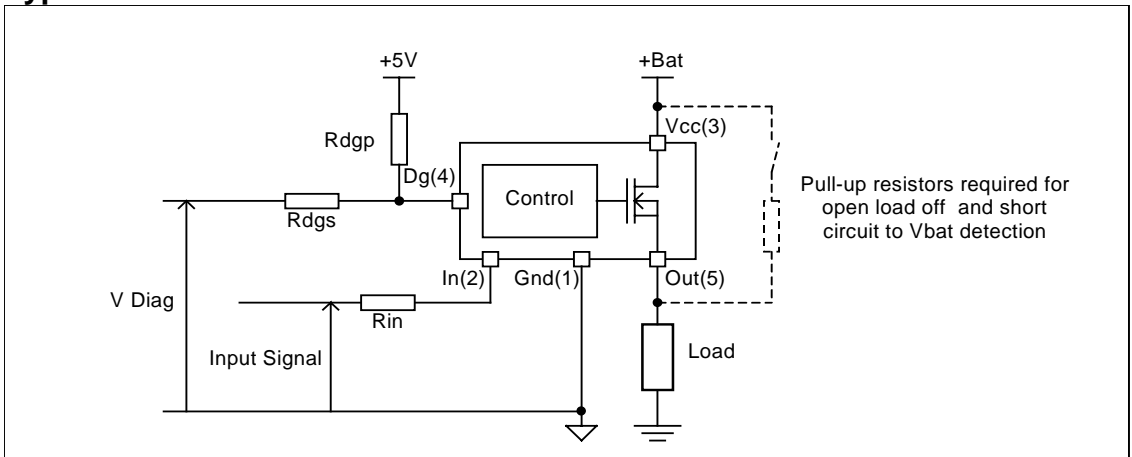 +5V
+Bat
Rdgp
Vcc(3)
Dg(4)
Control
Rdgs
Pull-up resistors required for
open load off and short
circuit to Vbat detection
In(2)
Gnd(1)
Out(5)
V Diag
Rin
Input Signal
Load